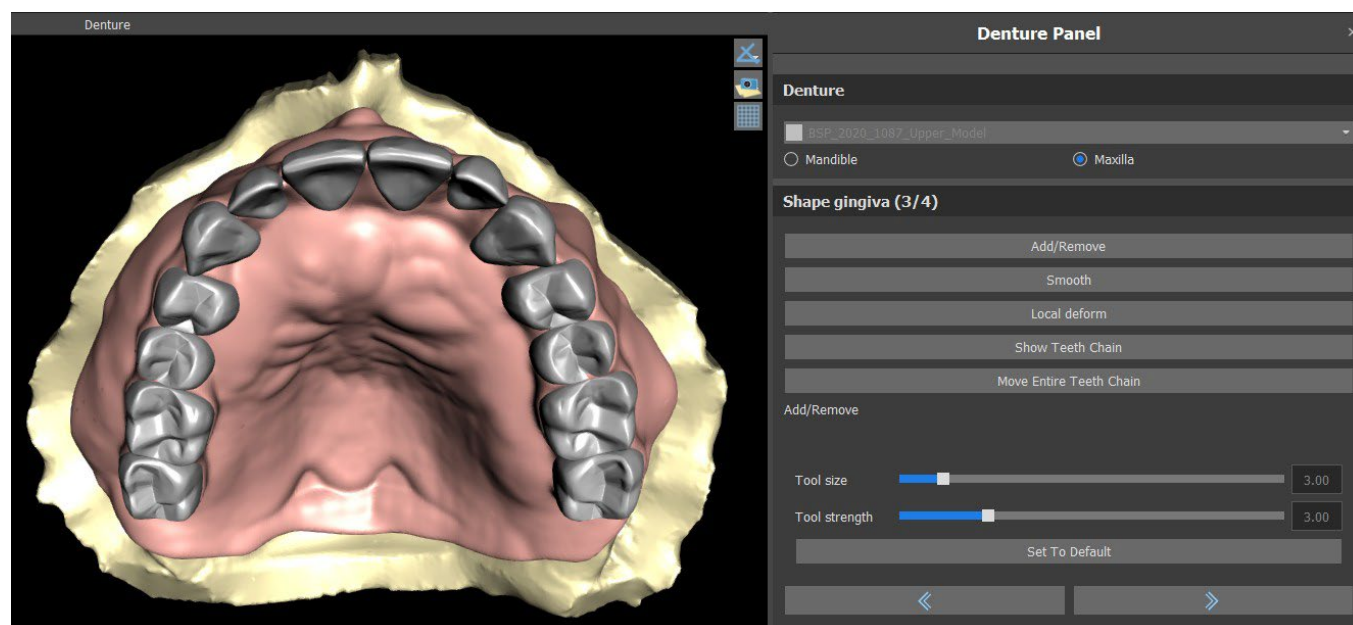 Denture
Denture Panel
Denture
BSP_2020_1087_Upper_Model
Mandible
Maxilla
Shape gingiva (3/4)
Add/Remove
Smooth
Local deform
Show Teeth Chain
Move Entire Teeth Chain
Add/Remove
Tool size
3.00
Tool strength
3.00
Set To Default